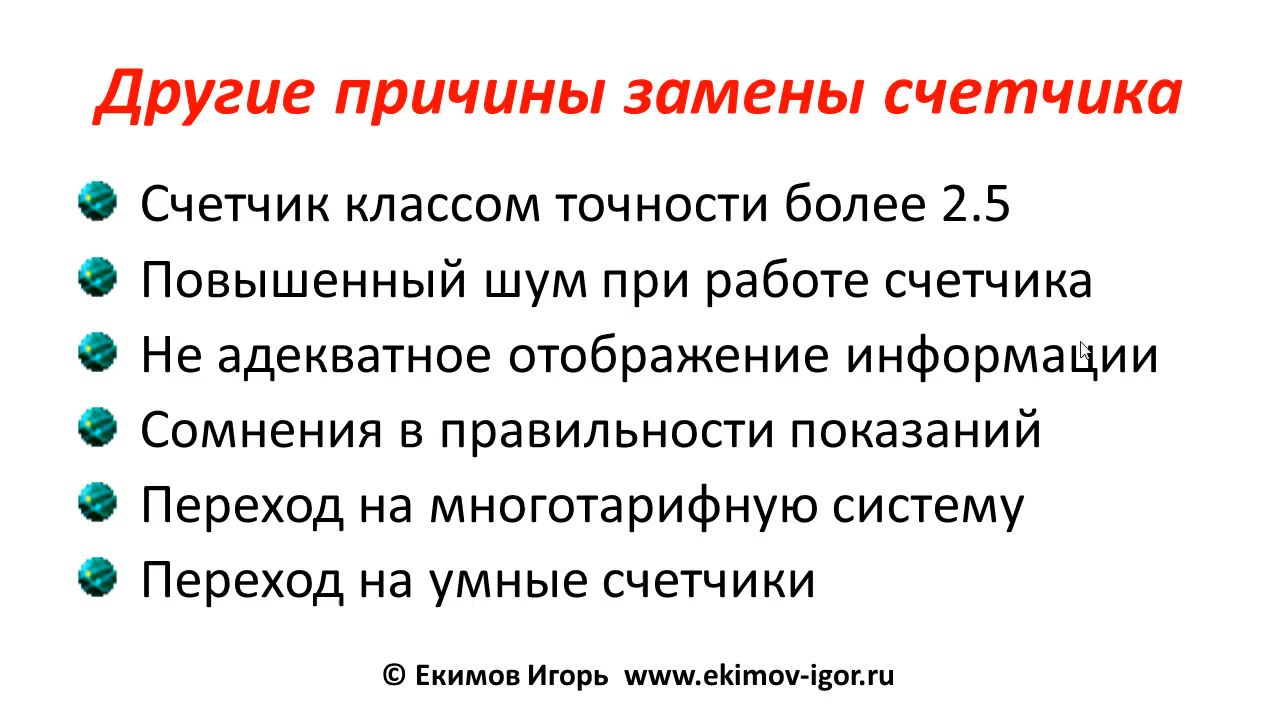 Другие причины замены счетчика
Счетчик классом точности более 2.5
Повышенный шум при работе счетчика
Не адекватное отображение информации
Сомнения в правильности показаний
Переход на многотарифную систему
Переход на умные счетчики
© Екимов Игорь www.ekimov-igor.ru